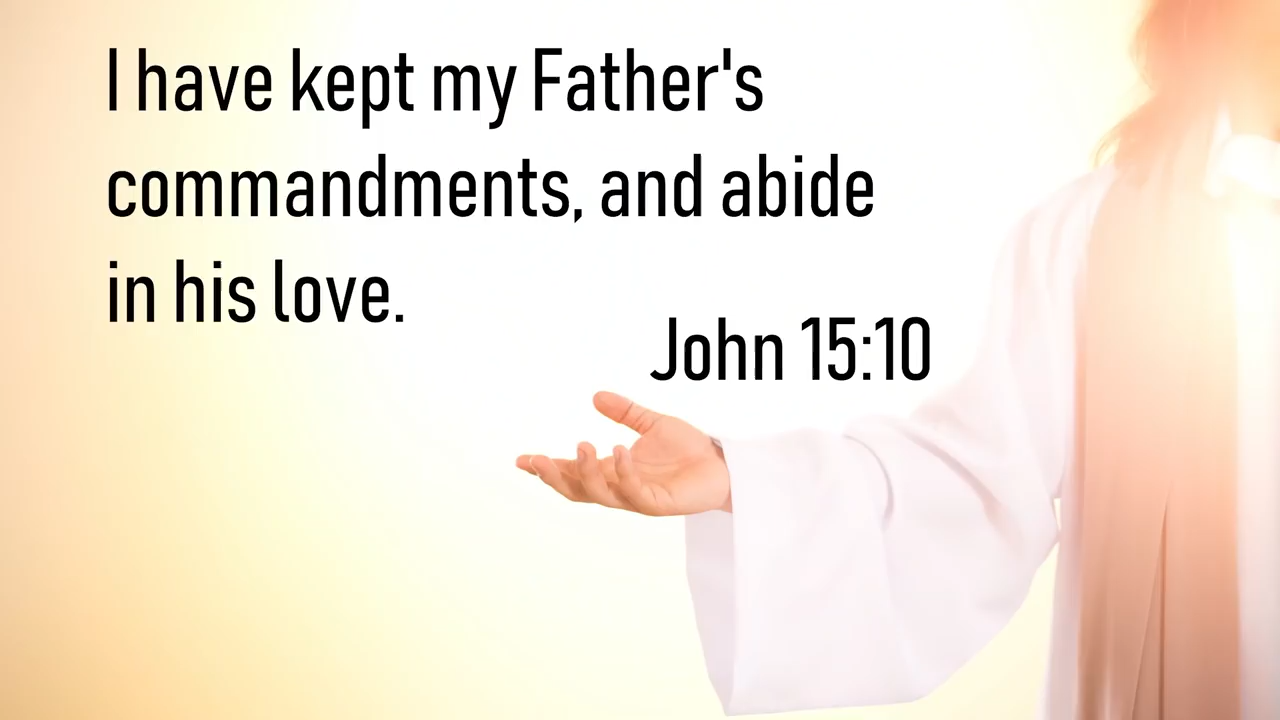 I have kept my Father's
commandments, and abide
in his love.
John 15:10